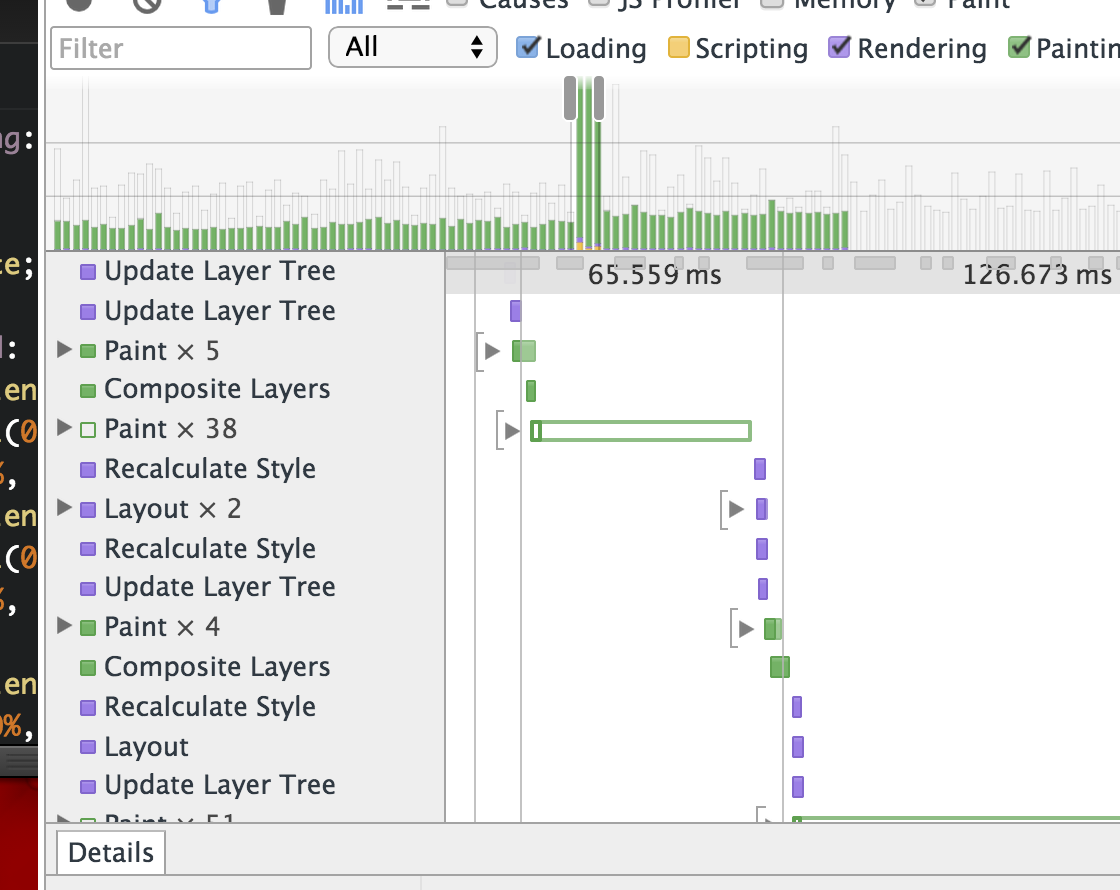 Causes JS Profiler Memory Paint
Filter All Loading Scripting Rendering Paintin
65.559 ms 126.673 ms
Update Layer Tree
Update Layer Tree
Paint × 5
Composite Layers
Paint × 38
Recalculate Style
Layout × 2
Recalculate Style
Update Layer Tree
Paint × 4
Composite Layers
Recalculate Style
Layout
Update Layer Tree
Paint × 51
Details
g:
te;
:
en
(0
%,
en
(0
%,
en
0%,